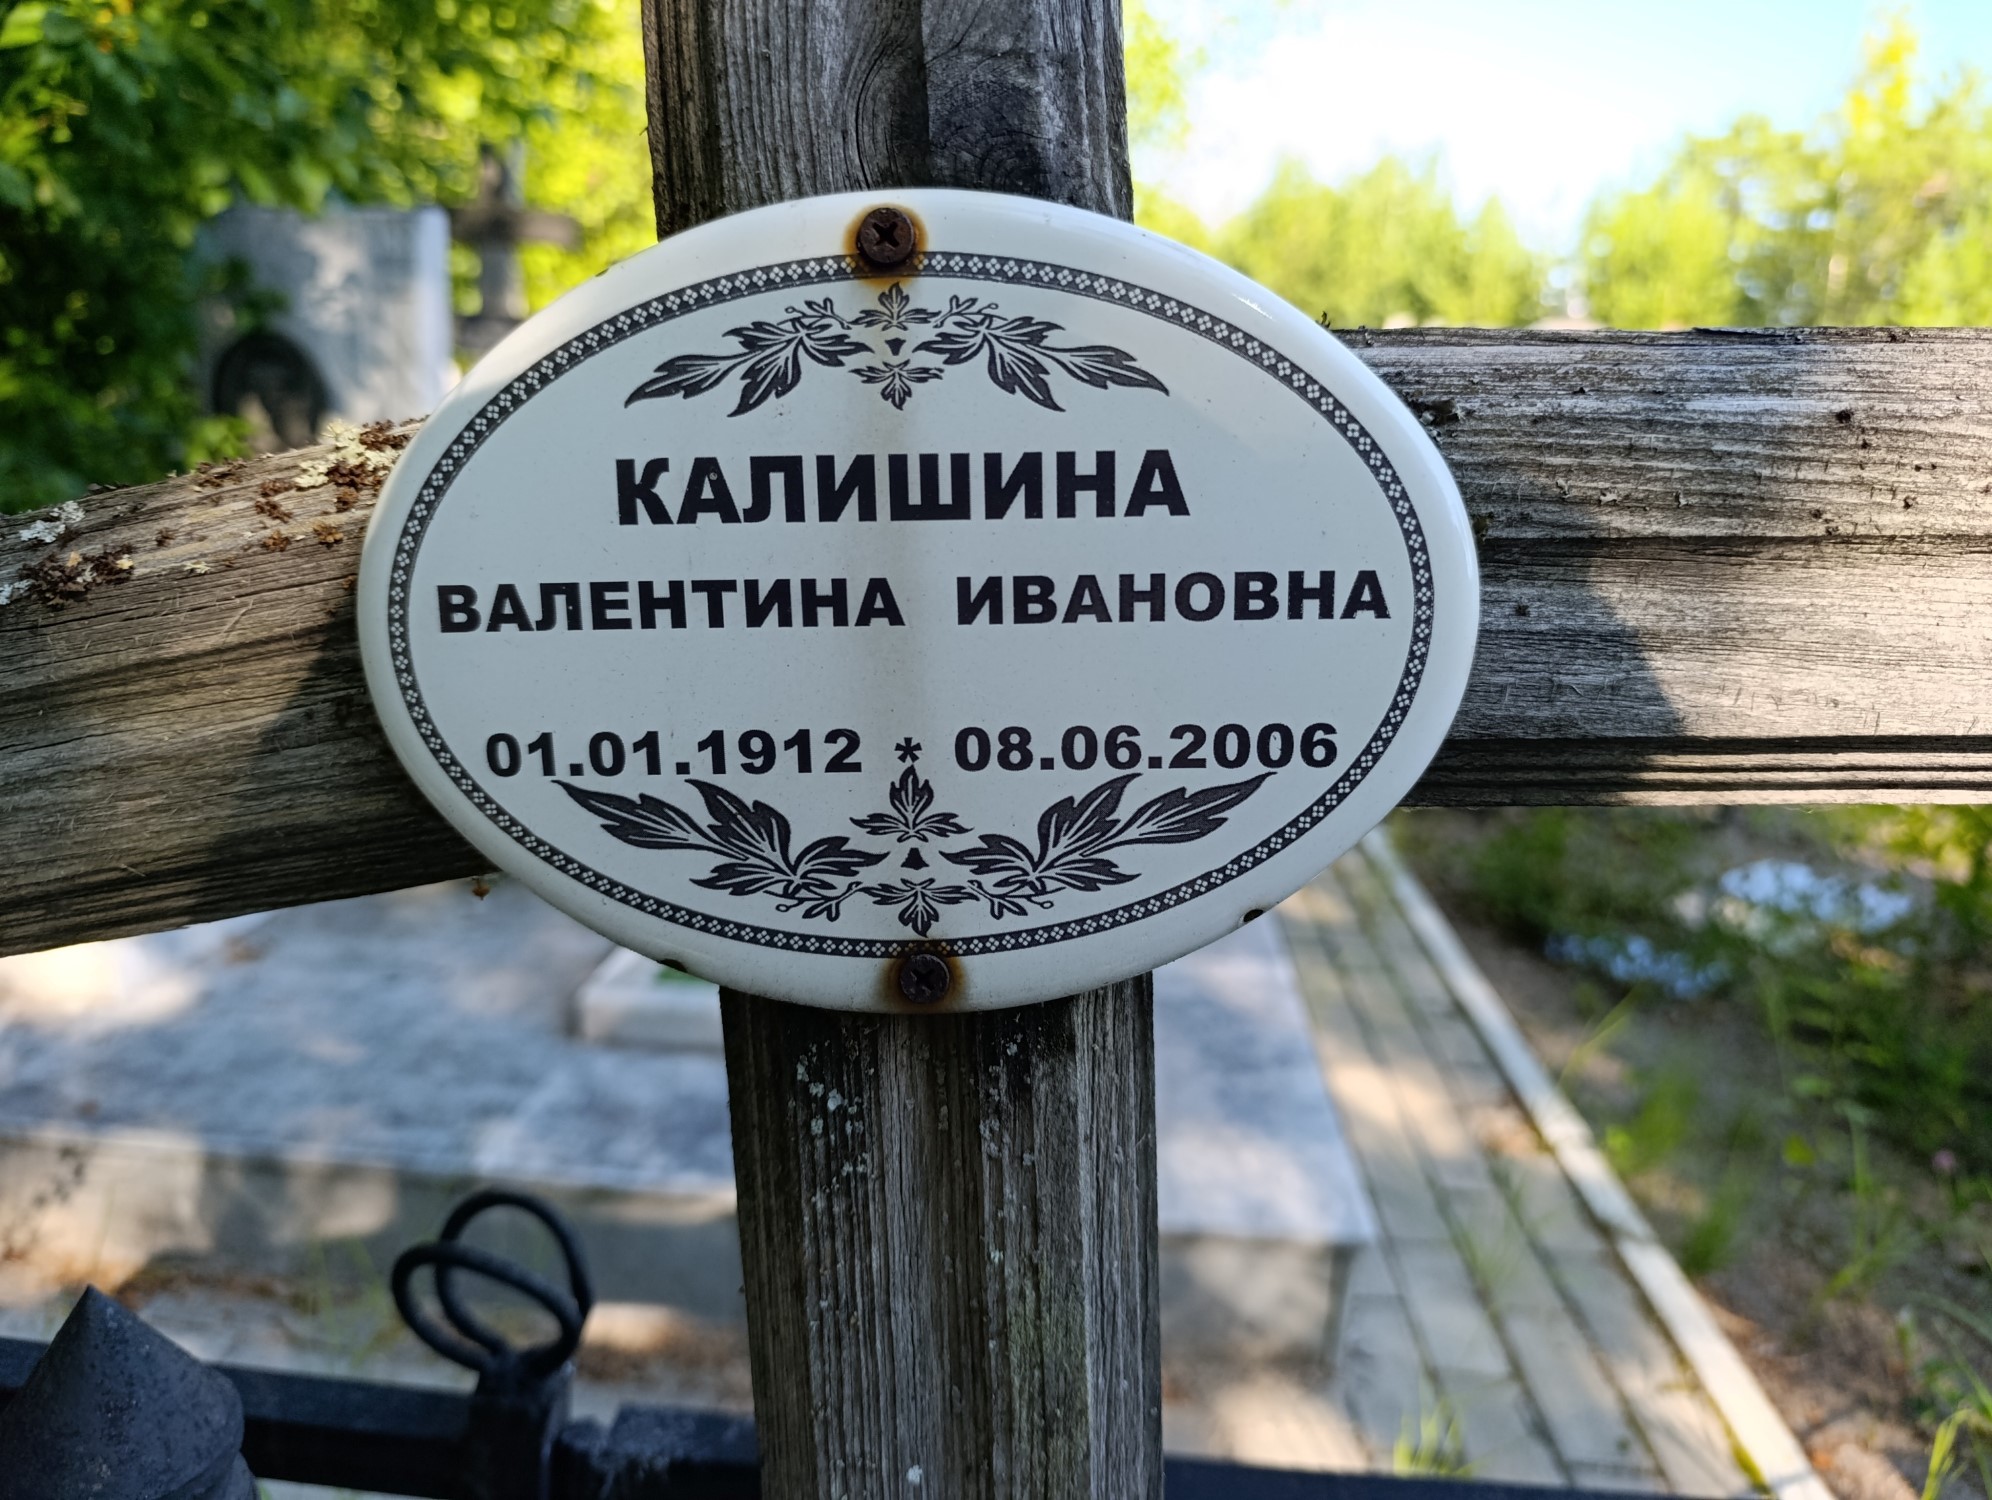 КАЛИШИНА
ВАЛЕНТИНА ИВАНОВНА
01.01.1912 * 08.06.2006